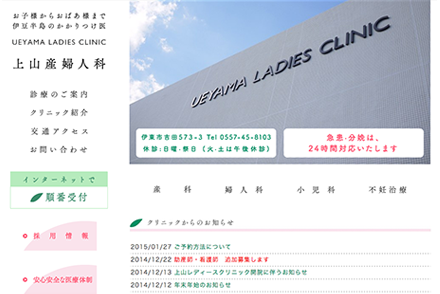 お子様からおばあ様まで
伊豆半島のかかりつけ医
UEYAMA LADIES CLINIC
上山産婦人科
診療のご案内
クリニック紹介
交通アクセス
お問い合わせ
インターネットで
順番受付
採用情報
安心安全な医療体制
UEYAMA LADIES CLINIC
伊東市吉田573-3 Tel 0557-45-8103
休診:日曜・祭日(火・土は午後休診)
急患・分娩は、
24時間対応いたします
産科
婦人科
小児科
不妊治療
クリニックからのお知らせ
2015/01/27 ご予約方法について
2014/12/22 助産師・看護師 追加募集します
2014/12/13 上山レディースクリニック開院に伴うお知らせ
2014/12/12 年末年始のお知らせ